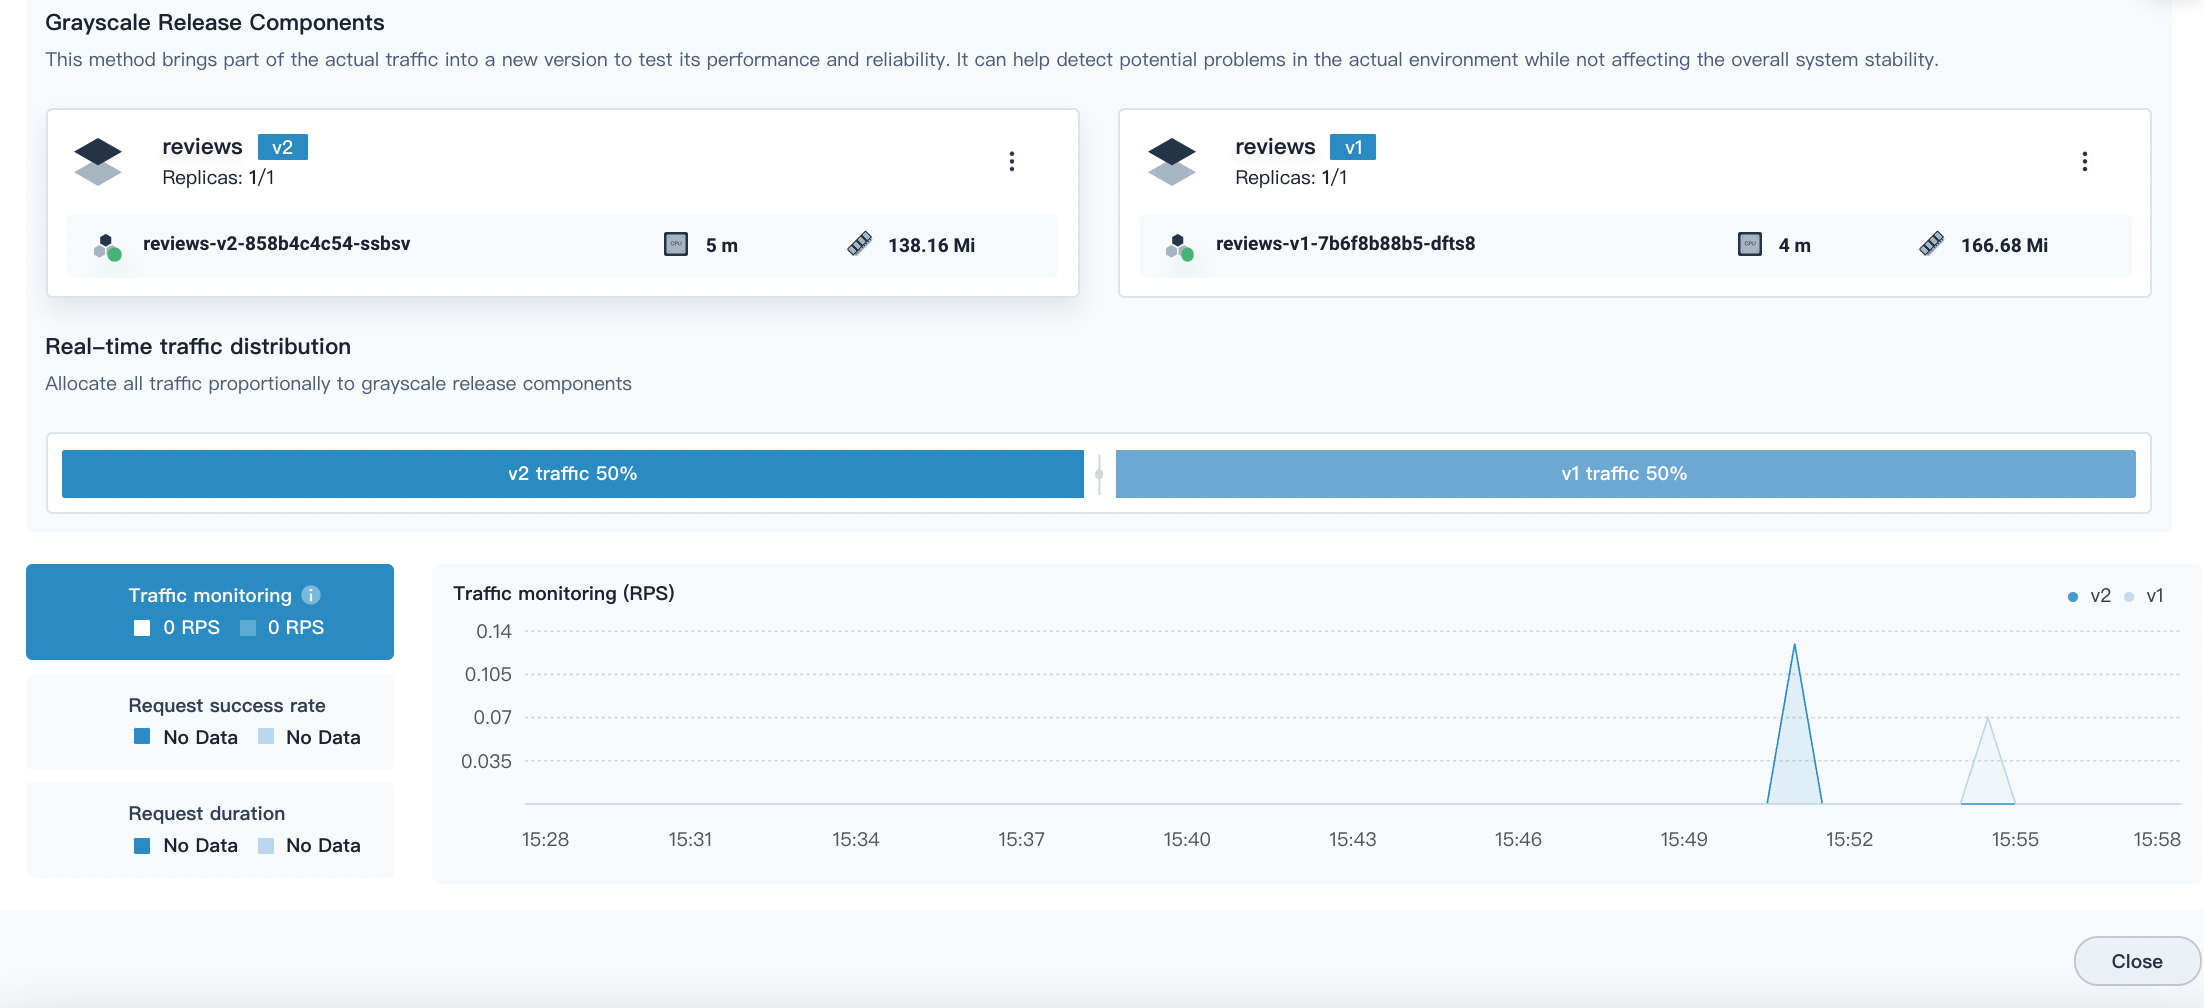 Grayscale Release Components
This method brings part of the actual traffic into a new version to test its performance and reliability. It can help detect potential problems in the actual environment while not affecting the overall system stability.
reviews v2
Replicas: 1/1
reviews-v2-858b4c4c54-ssbsv CPU 5 m 138.16 Mi
reviews v1
Replicas: 1/1
reviews-v1-7b6f8b88b5-dfts8 CPU 4 m 166.68 Mi
Real-time traffic distribution
Allocate all traffic proportionally to grayscale release components
v2 traffic 50% v1 traffic 50%
Traffic monitoring
0 RPS 0 RPS
Request success rate
No Data No Data
Request duration
No Data No Data
Traffic monitoring (RPS)
v2 v1
0.14
0.105
0.07
0.035
15:28 15:31 15:34 15:37 15:40 15:43 15:46 15:49 15:52 15:55 15:58
Close